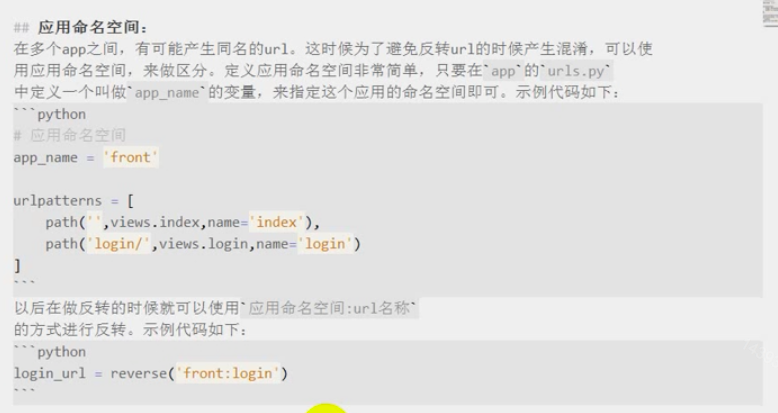 ## 应用命名空间：
在多个app之间，有可能产生同名的url。这时候为了避免反转url的时候产生混淆，可以使
用应用命名空间，来做区分。定义应用命名空间非常简单，只要在`app`的`urls.py`
中定义一个叫做`app_name`的变量，来指定这个应用的命名空间即可。示例代码如下：
```python
# 应用命名空间
app_name = 'front'
urlpatterns = [
    path('',views.index,name='index'),
    path('login/',views.login,name='login')
]
```
以后在做反转的时候就可以使用`应用命名空间:url名称`
的方式进行反转。示例代码如下：
```python
login_url = reverse('front:login')
```